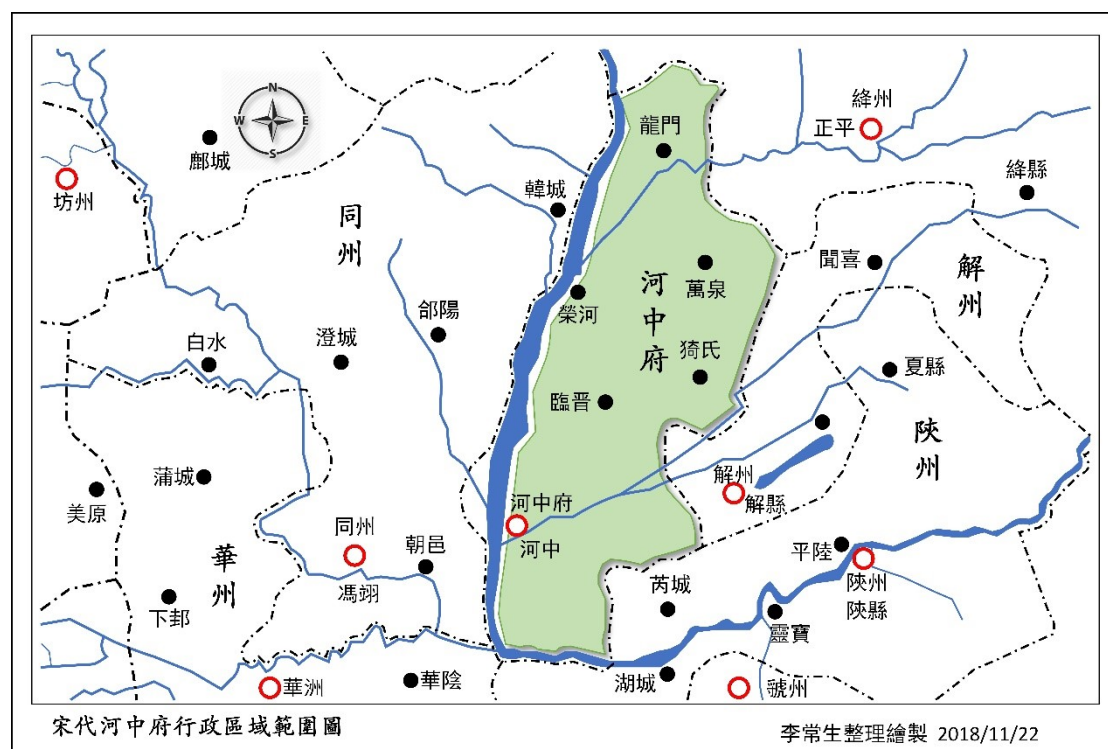 N
W
E
S
鄜城
坊州
同州
韓城
龍門
絳州
正平
絳縣
聞喜
解州
萬泉
河中府
榮河
郃陽
澄城
白水
猗氏
夏縣
臨晉
陝州
蒲城
美原
解州
解縣
河中府
河中
同州
馮翊
朝邑
平陸
陝州
陝縣
華州
下邽
芮城
靈寶
華洲
華陰
湖城
虢州
宋代河中府行政區域範圍圖
李常生整理繪製 2018/11/22